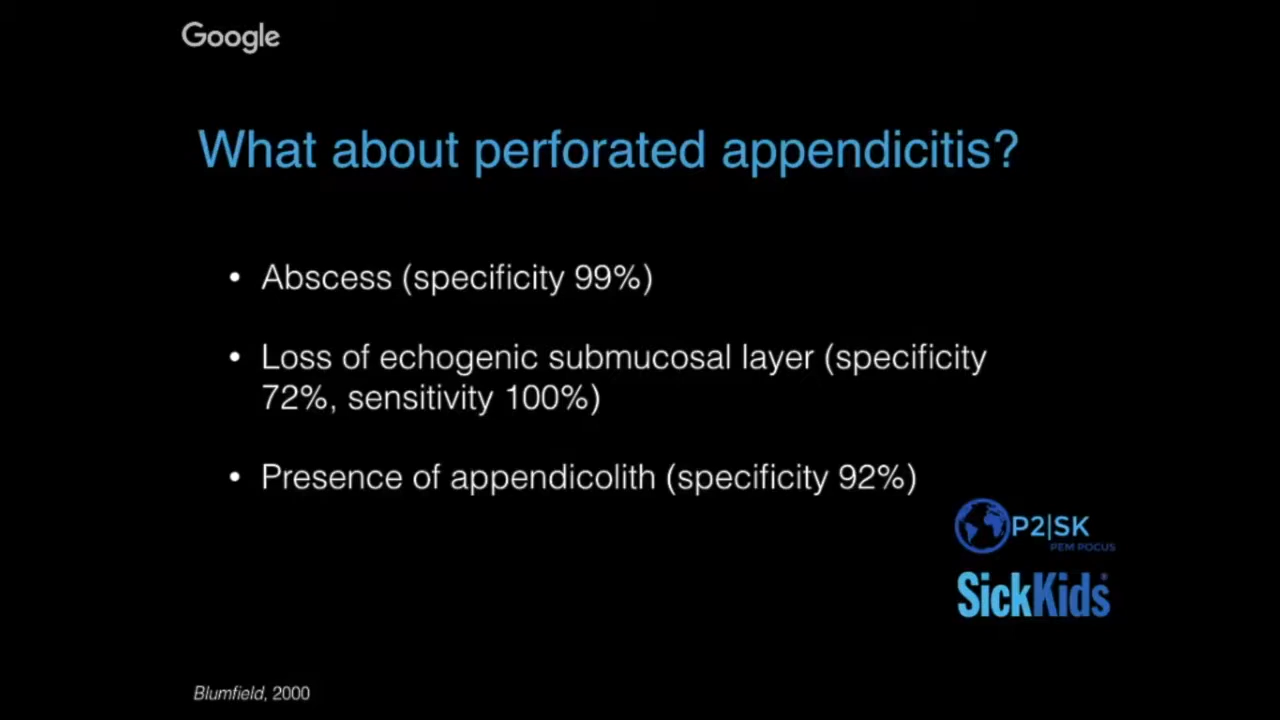 Google
What about perforated appendicitis?
• Abscess (specificity 99%)
• Loss of echogenic submucosal layer (specificity
72%, sensitivity 100%)
• Presence of appendicolith (specificity 92%)
P2|SK
PEM POCUS
SickKids®
Blumfield, 2000